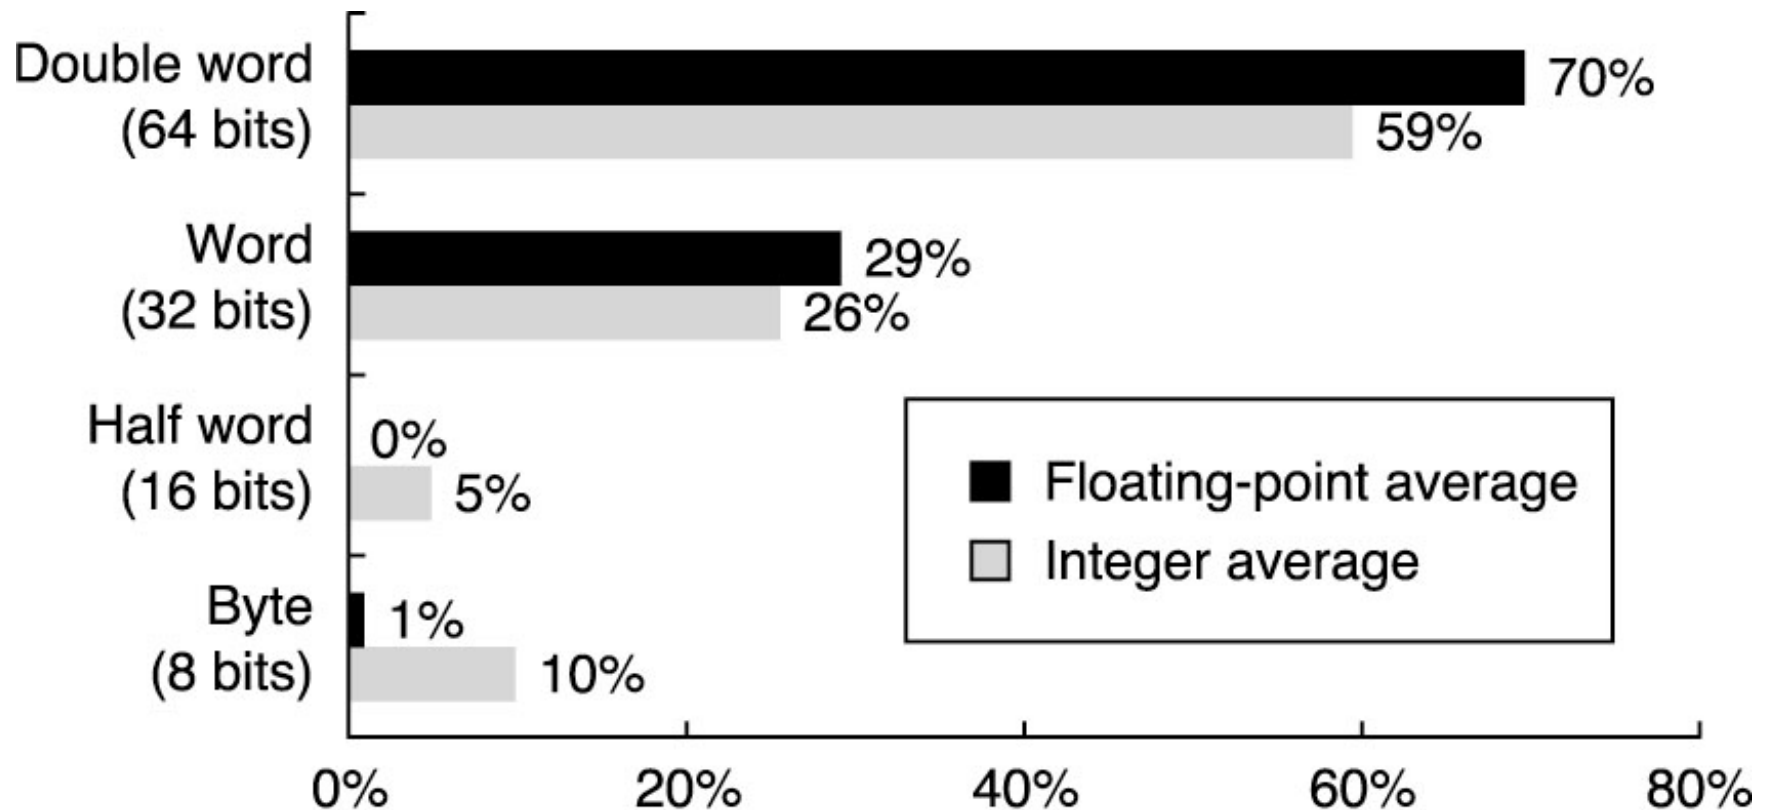 Double word
(64 bits)
70%
59%
Word
(32 bits)
29%
26%
Half word
(16 bits)
0%
5%
Byte
(8 bits)
1%
10%
Floating-point average
Integer average
0% 20% 40% 60% 80%